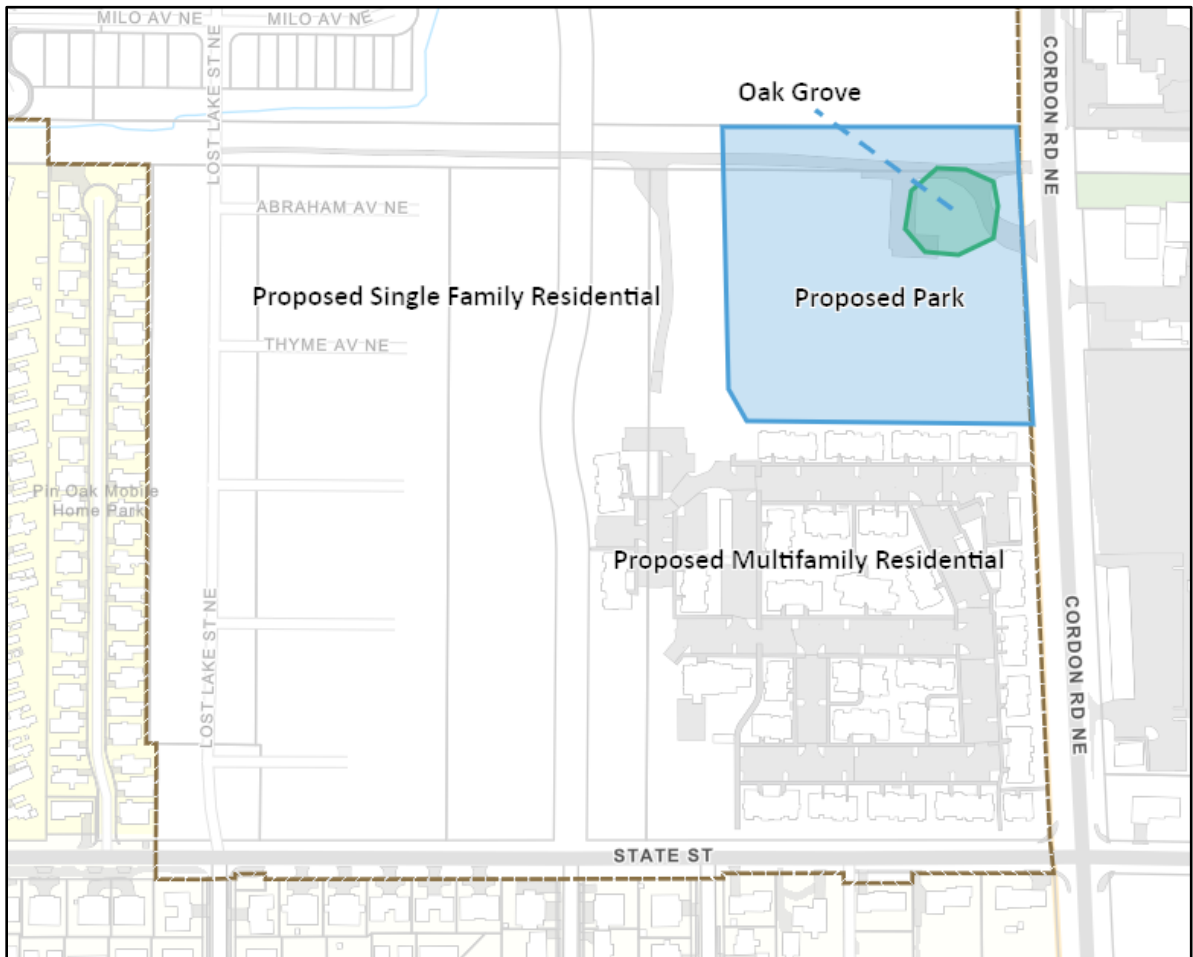 MILO AV NE
MILO AV NE
LOST LAKE ST NE
CORDON RD NE
Oak Grove
ABRAHAM AV NE
Proposed Single Family Residential
Proposed Park
THYME AV NE
Pin Oak Mobile
Home Park
Proposed Multifamily Residential
LOST LAKE ST NE
CORDON RD NE
STATE ST